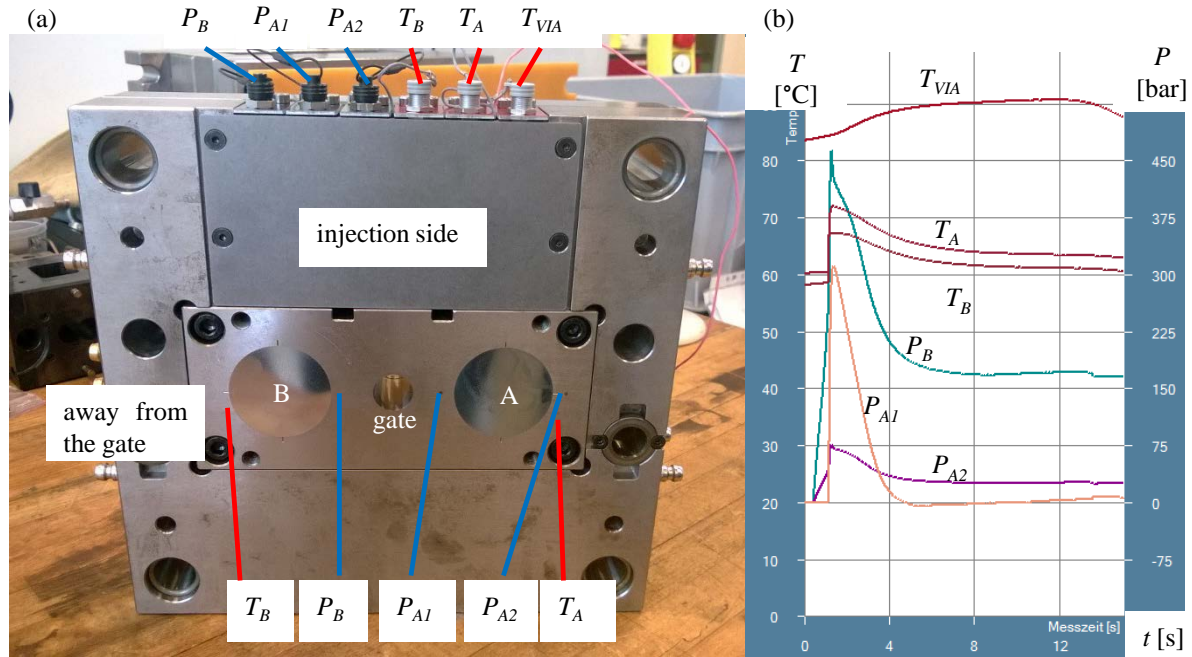 (a)
P_B P_A1 P_A2 T_B T_A T_VIA
injection side
B
A
gate
away from
the gate
T_B P_B P_A1 P_A2 T_A
(b)
T
[°C]
T_VIA
P
[bar]
Temp
80 450
70 375
T_A
60 300
T_B
50 225
P_B
40 150
P_A1
30 75
P_A2
20 0
10 -75
0
Messzeit [s]
0 4 8 12
t [s]